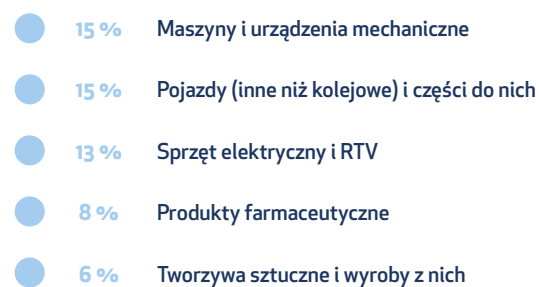 15 % Maszyny i urządzenia mechaniczne
15 % Pojazdy (inne niż kolejowe) i części do nich
13 % Sprzęt elektryczny i RTV
8 % Produkty farmaceutyczne
6 % Tworzywa sztuczne i wyroby z nich